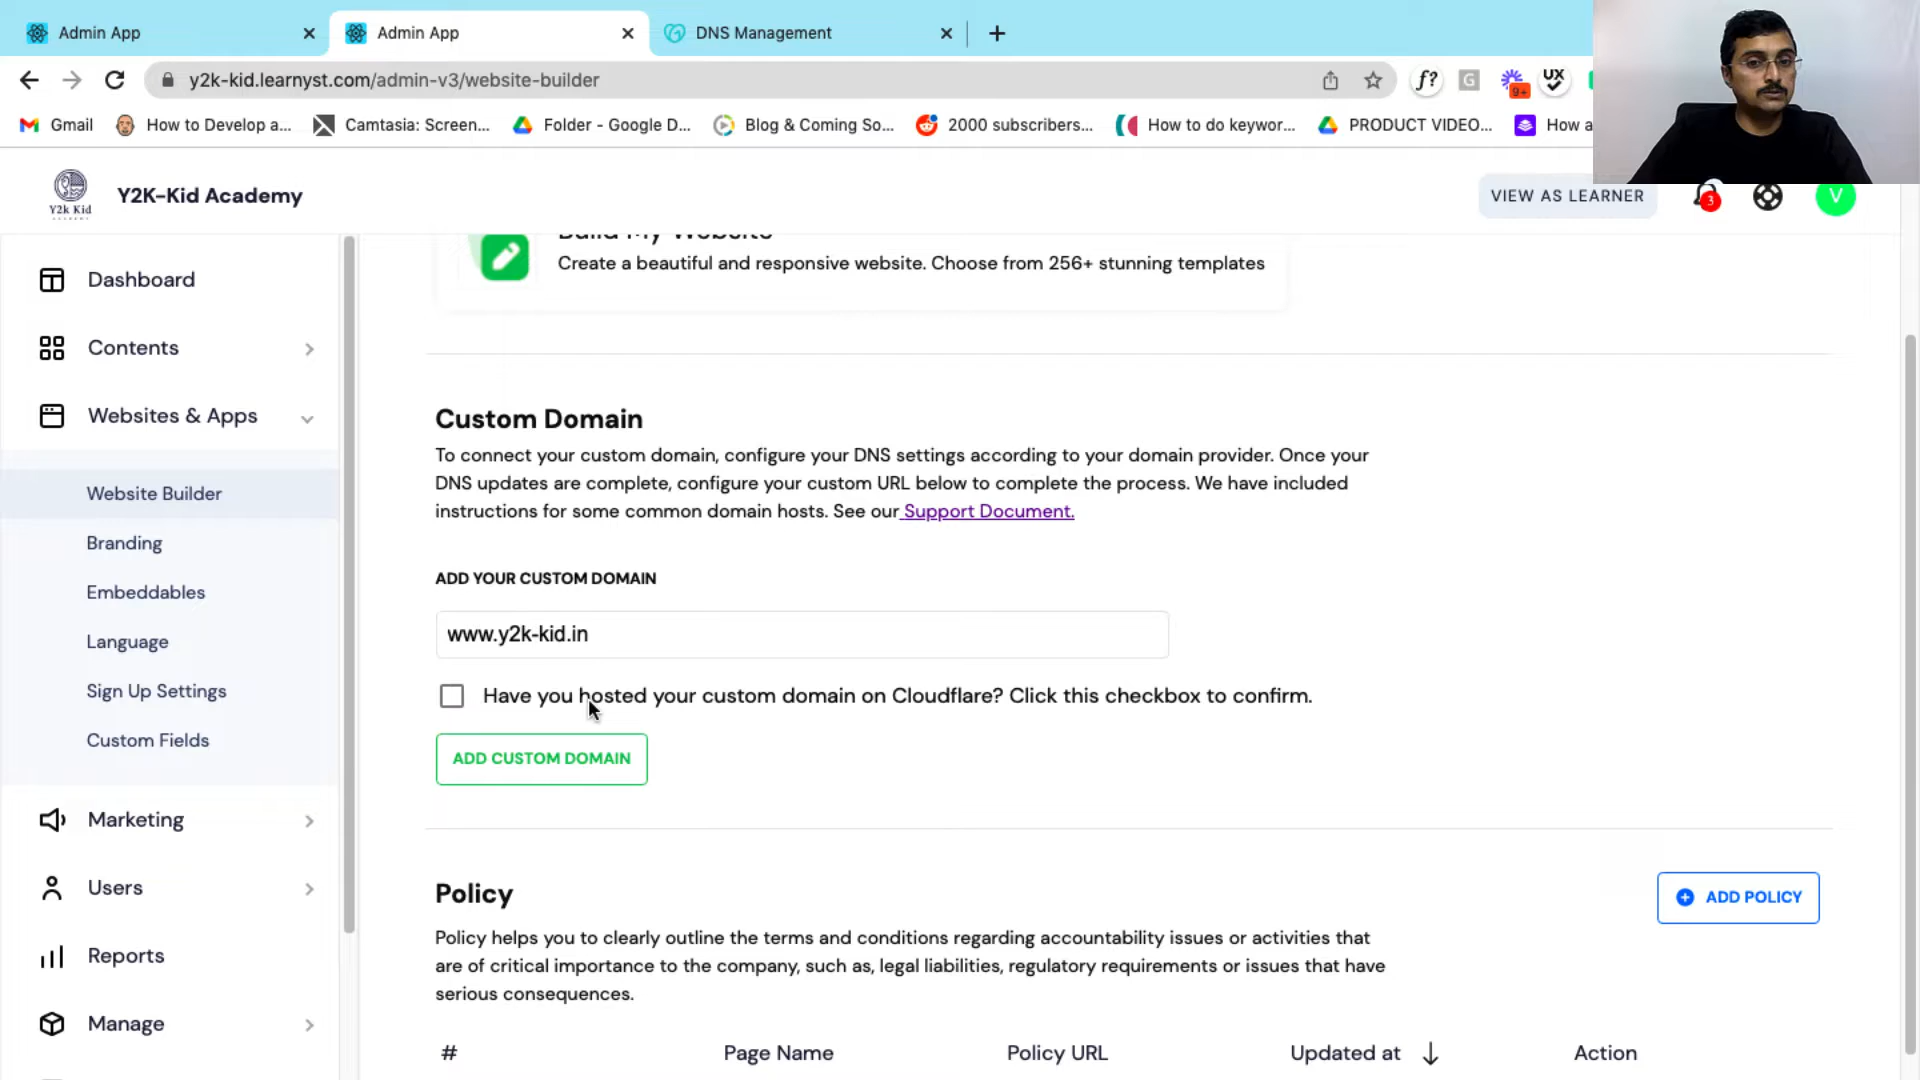 Admin App
Admin App
DNS Management
y2k-kid.learnyst.com/admin-v3/website-builder
f?
G
9+
UX
Gmail
How to Develop a...
Camtasia: Screen...
Folder - Google D...
Blog & Coming So...
2000 subscribers...
How to do keywor...
PRODUCT VIDEO...
How a
Y2k Kid
Y2K-Kid Academy
VIEW AS LEARNER
3
V
Dashboard
Contents
Websites & Apps
Website Builder
Branding
Embeddables
Language
Sign Up Settings
Custom Fields
Marketing
Users
Reports
Manage
Build My Website
Create a beautiful and responsive website. Choose from 256+ stunning templates
Custom Domain
To connect your custom domain, configure your DNS settings according to your domain provider. Once your
DNS updates are complete, configure your custom URL below to complete the process. We have included
instructions for some common domain hosts. See our Support Document.
ADD YOUR CUSTOM DOMAIN
www.y2k-kid.in
Have you hosted your custom domain on Cloudflare? Click this checkbox to confirm.
ADD CUSTOM DOMAIN
Policy
ADD POLICY
Policy helps you to clearly outline the terms and conditions regarding accountability issues or activities that
are of critical importance to the company, such as, legal liabilities, regulatory requirements or issues that have
serious consequences.
# Page Name Policy URL Updated at Action